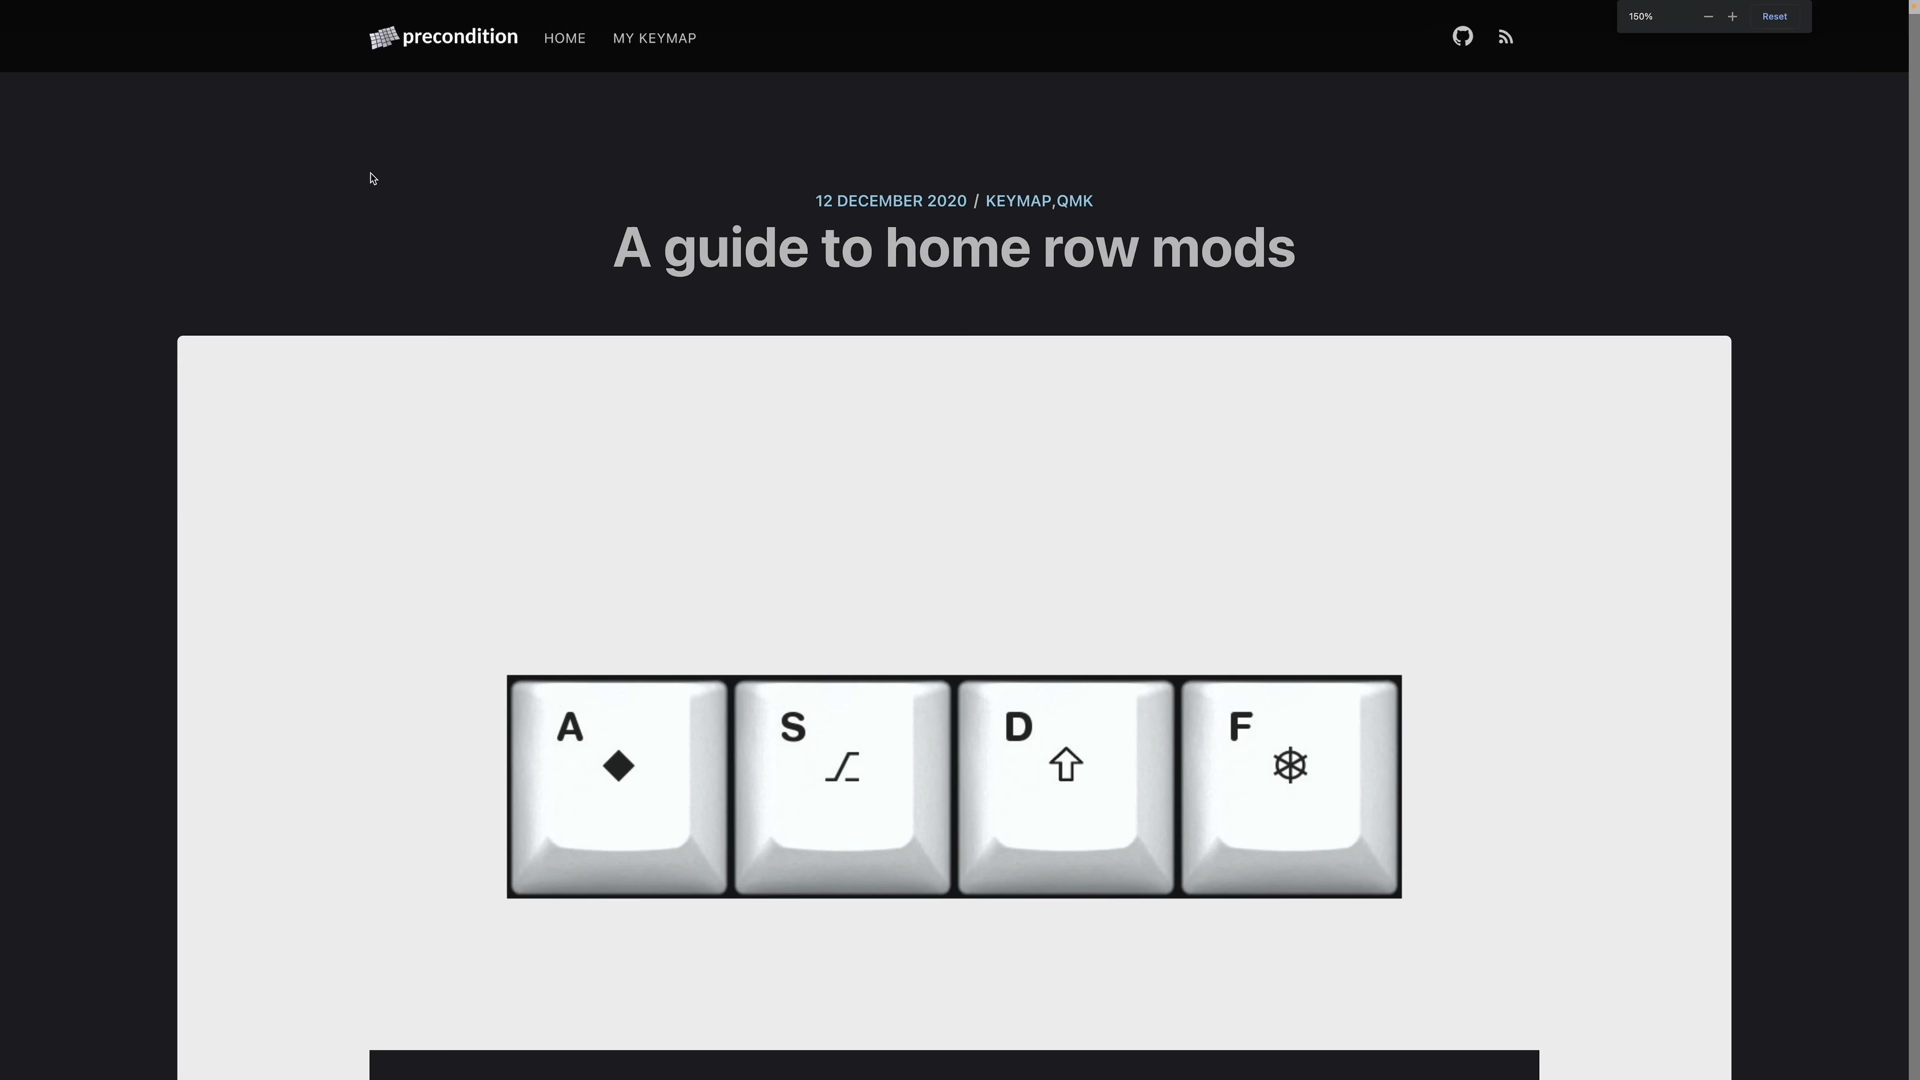 precondition HOME MY KEYMAP
150% Reset
12 DECEMBER 2020 / KEYMAP,QMK
A guide to home row mods
A S D F